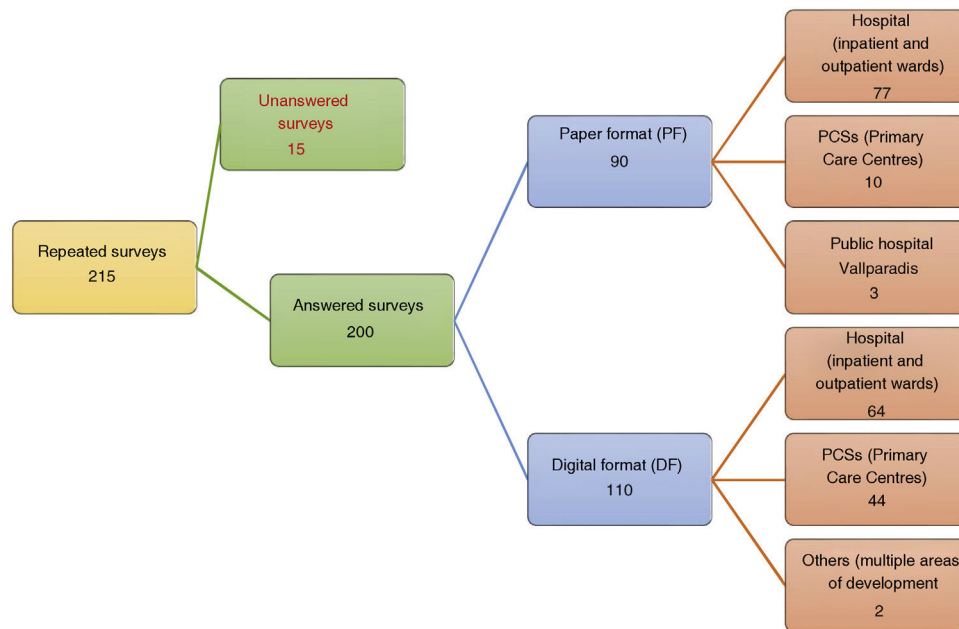 Repeated surveys
215
Unanswered
surveys
15
Answered surveys
200
Paper format (PF)
90
Digital format (DF)
110
Hospital
(inpatient and
outpatient wards)
77
PCSs (Primary
Care Centres)
10
Public hospital
Vallparadis
3
Hospital
(inpatient and
outpatient wards)
64
PCSs (Primary
Care Centres)
44
Others (multiple areas
of development
2